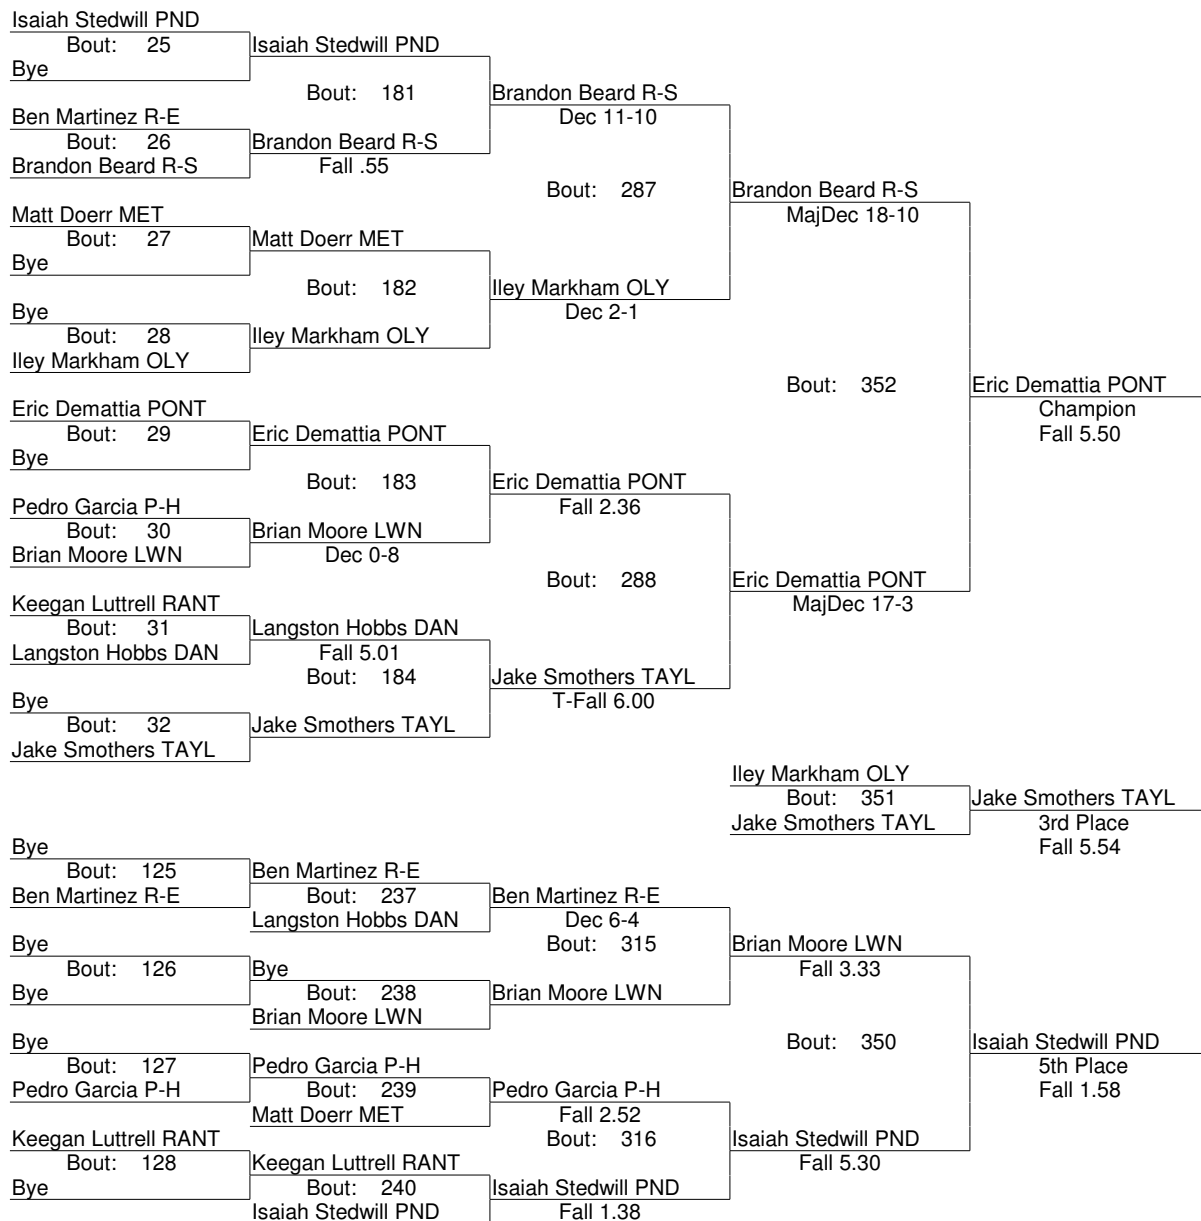 Isaiah Stedwill PND
Bout: 25 Isaiah Stedwill PND
Bye
Bout: 181 Brandon Beard R-S
Ben Martinez R-E Dec 11-10
Bout: 26 Brandon Beard R-S
Brandon Beard R-S Fall .55
Bout: 287 Brandon Beard R-S
Matt Doerr MET MajDec 18-10
Bout: 27 Matt Doerr MET
Bye
Bout: 182 Iley Markham OLY
Bye Dec 2-1
Bout: 28 Iley Markham OLY
Iley Markham OLY
Bout: 352 Eric Demattia PONT
Eric Demattia PONT Champion
Bout: 29 Eric Demattia PONT Fall 5.50
Bye
Bout: 183 Eric Demattia PONT
Pedro Garcia P-H Fall 2.36
Bout: 30 Brian Moore LWN
Brian Moore LWN Dec 0-8
Bout: 288 Eric Demattia PONT
Keegan Luttrell RANT MajDec 17-3
Bout: 31 Langston Hobbs DAN
Langston Hobbs DAN Fall 5.01
Bout: 184 Jake Smothers TAYL
Bye T-Fall 6.00
Bout: 32 Jake Smothers TAYL
Jake Smothers TAYL
Iley Markham OLY
Bout: 351 Jake Smothers TAYL
Jake Smothers TAYL 3rd Place
Bye Fall 5.54
Bout: 125 Ben Martinez R-E
Ben Martinez R-E Bout: 237 Ben Martinez R-E
Langston Hobbs DAN Dec 6-4
Bye Bout: 315 Brian Moore LWN
Bout: 126 Bye Fall 3.33
Bye Bout: 238 Brian Moore LWN
Brian Moore LWN
Bye Bout: 350 Isaiah Stedwill PND
Bout: 127 Pedro Garcia P-H 5th Place
Pedro Garcia P-H Bout: 239 Pedro Garcia P-H Fall 1.58
Matt Doerr MET Fall 2.52
Keegan Luttrell RANT Bout: 316 Isaiah Stedwill PND
Bout: 128 Keegan Luttrell RANT Fall 5.30
Bye Bout: 240 Isaiah Stedwill PND
Isaiah Stedwill PND Fall 1.38